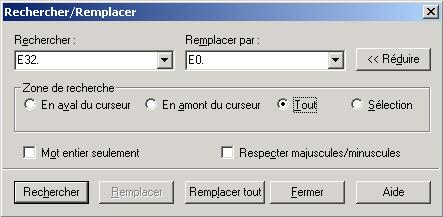 Rechercher/Remplacer
Rechercher : Remplacer par :
E32. E0. << Réduire
Zone de recherche
En aval du curseur En amont du curseur Tout Sélection
Mot entier seulement Respecter majuscules/minuscules
Rechercher Remplacer Remplacer tout Fermer Aide